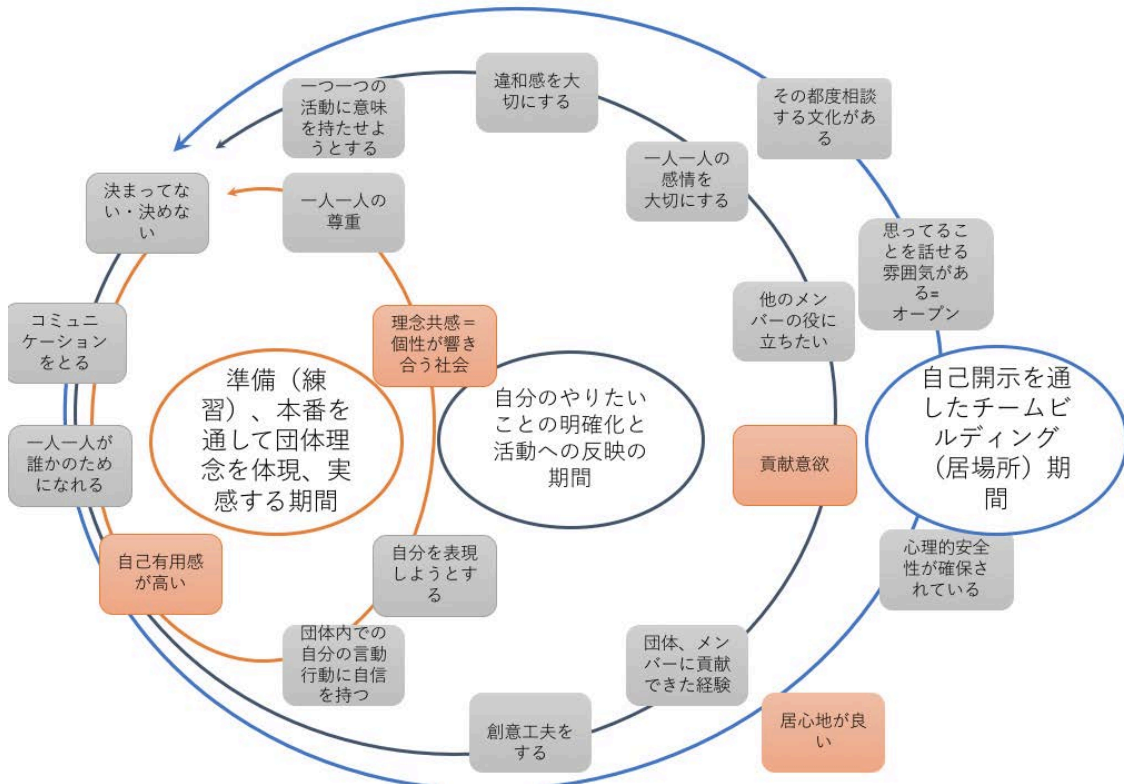 違和感を大
切にする
一つ一つの
活動に意味
を持たせよ
うとする
その都度相談
する文化があ
る
一人一人の
感情を
大切にする
決まってな
い・決めな
い
一人一人の
尊重
思ってるこ
とを話せる
雰囲気があ
る=
オープン
他のメン
バーの役に
立ちたい
コミュニ
ケーション
をとる
理念共感＝
個性が響き
合う社会
準備（練
習）、本番を
通して団体理
念を体現、実
感する期間
自分のやりたい
ことの明確化と
活動への反映の
期間
自己開示を通
したチームビ
ルディング
（居場所）期
間
一人一人が
誰かのため
になれる
貢献意欲
自己有用感
が高い
自分を表現
しようとす
る
心理的安全
性が確保さ
れている
団体内での
自分の言動
行動に自信
を持つ
団体、メン
バーに貢献
できた経験
創意工夫を
する
居心地が良
い